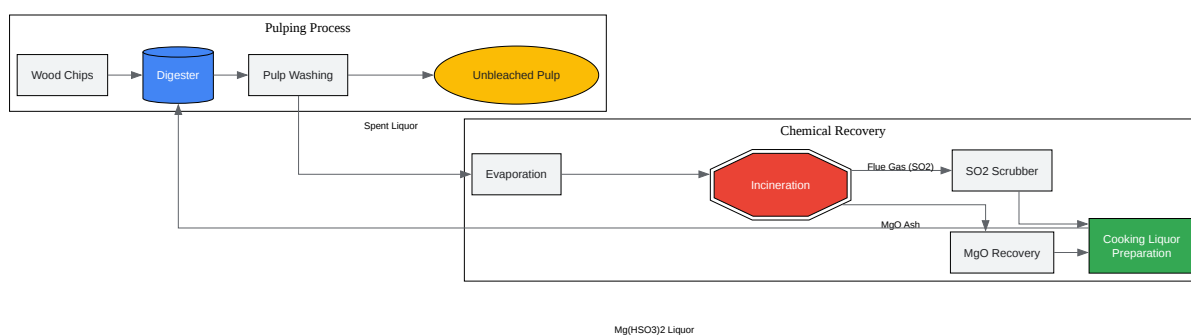 Pulping Process
Wood Chips
Digester
Pulp Washing
Unbleached Pulp
Spent Liquor
Chemical Recovery
Evaporation
Incineration
Flue Gas (SO2)
SO2 Scrubber
MgO Ash
MgO Recovery
Cooking Liquor
Preparation
Mg(HSO3)2 Liquor